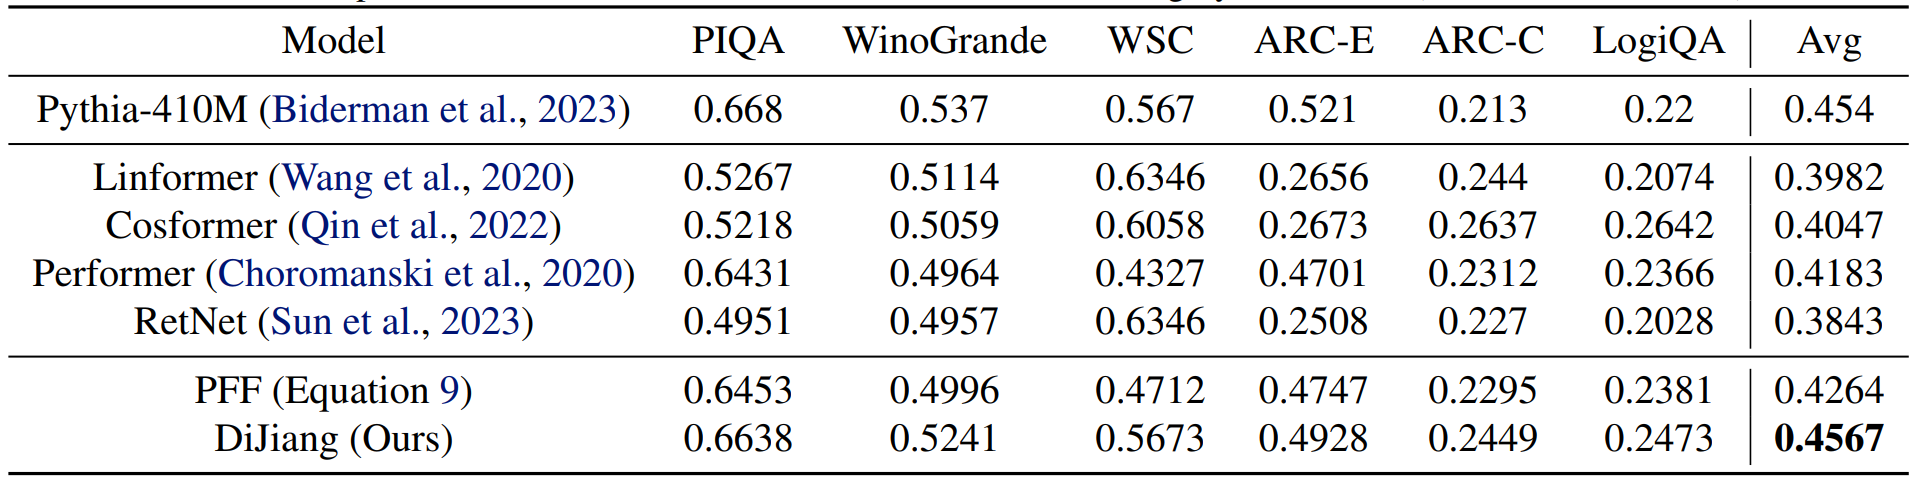 Model PIQA WinoGrande WSC ARC-E ARC-C LogiQA Avg
Pythia-410M (Biderman et al., 2023) 0.668 0.537 0.567 0.521 0.213 0.22 0.454
Linformer (Wang et al., 2020) 0.5267 0.5114 0.6346 0.2656 0.244 0.2074 0.3982
Cosformer (Qin et al., 2022) 0.5218 0.5059 0.6058 0.2673 0.2637 0.2642 0.4047
Performer (Choromanski et al., 2020) 0.6431 0.4964 0.4327 0.4701 0.2312 0.2366 0.4183
RetNet (Sun et al., 2023) 0.4951 0.4957 0.6346 0.2508 0.227 0.2028 0.3843
PFF (Equation 9) 0.6453 0.4996 0.4712 0.4747 0.2295 0.2381 0.4264
DiJiang (Ours) 0.6638 0.5241 0.5673 0.4928 0.2449 0.2473 0.4567